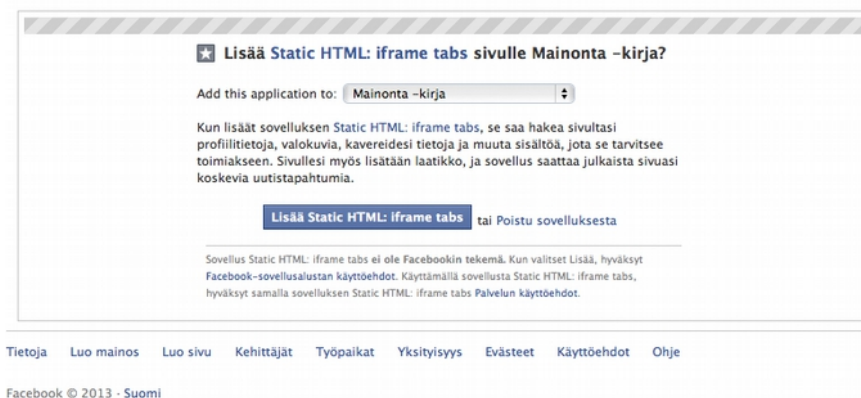 Lisää Static HTML: iframe tabs sivulle Mainonta -kirja?
Add this application to: Mainonta -kirja
Kun lisäät sovelluksen Static HTML: iframe tabs, se saa hakea sivultasi
profiilitietoja, valokuvia, kavereidesi tietoja ja muuta sisältöä, jota se tarvitsee
toimiakseen. Sivullesi myös lisätään laatikko, ja sovellus saattaa julkaista sivuasi
koskevia uutistapahtumia.
Lisää Static HTML: iframe tabs tai Poistu sovelluksesta
Sovellus Static HTML: iframe tabs ei ole Facebookin tekemä. Kun valitset Lisää, hyväksyt
Facebook-sovellusalustan käyttöehdot. Käyttämällä sovellusta Static HTML: iframe tabs,
hyväksyt samalla sovelluksen Static HTML: iframe tabs Palvelun käyttöehdot.
Tietoja Luo mainos Luo sivu Kehittäjät Työpaikat Yksityisyys Evästeet Käyttöehdot Ohje
Facebook © 2013 · Suomi